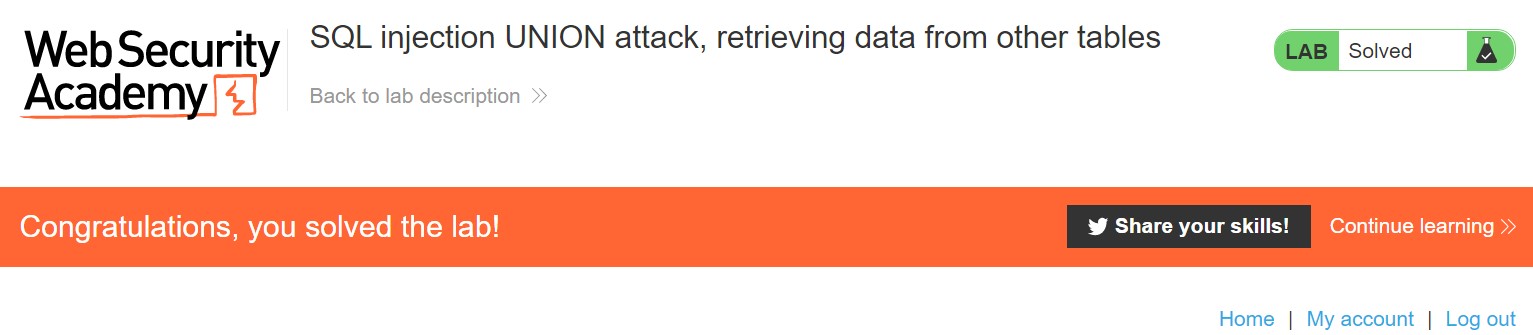 Web Security
Academy
SQL injection UNION attack, retrieving data from other tables
Back to lab description
LAB Solved
Congratulations, you solved the lab!
Share your skills!
Continue learning
Home | My account | Log out